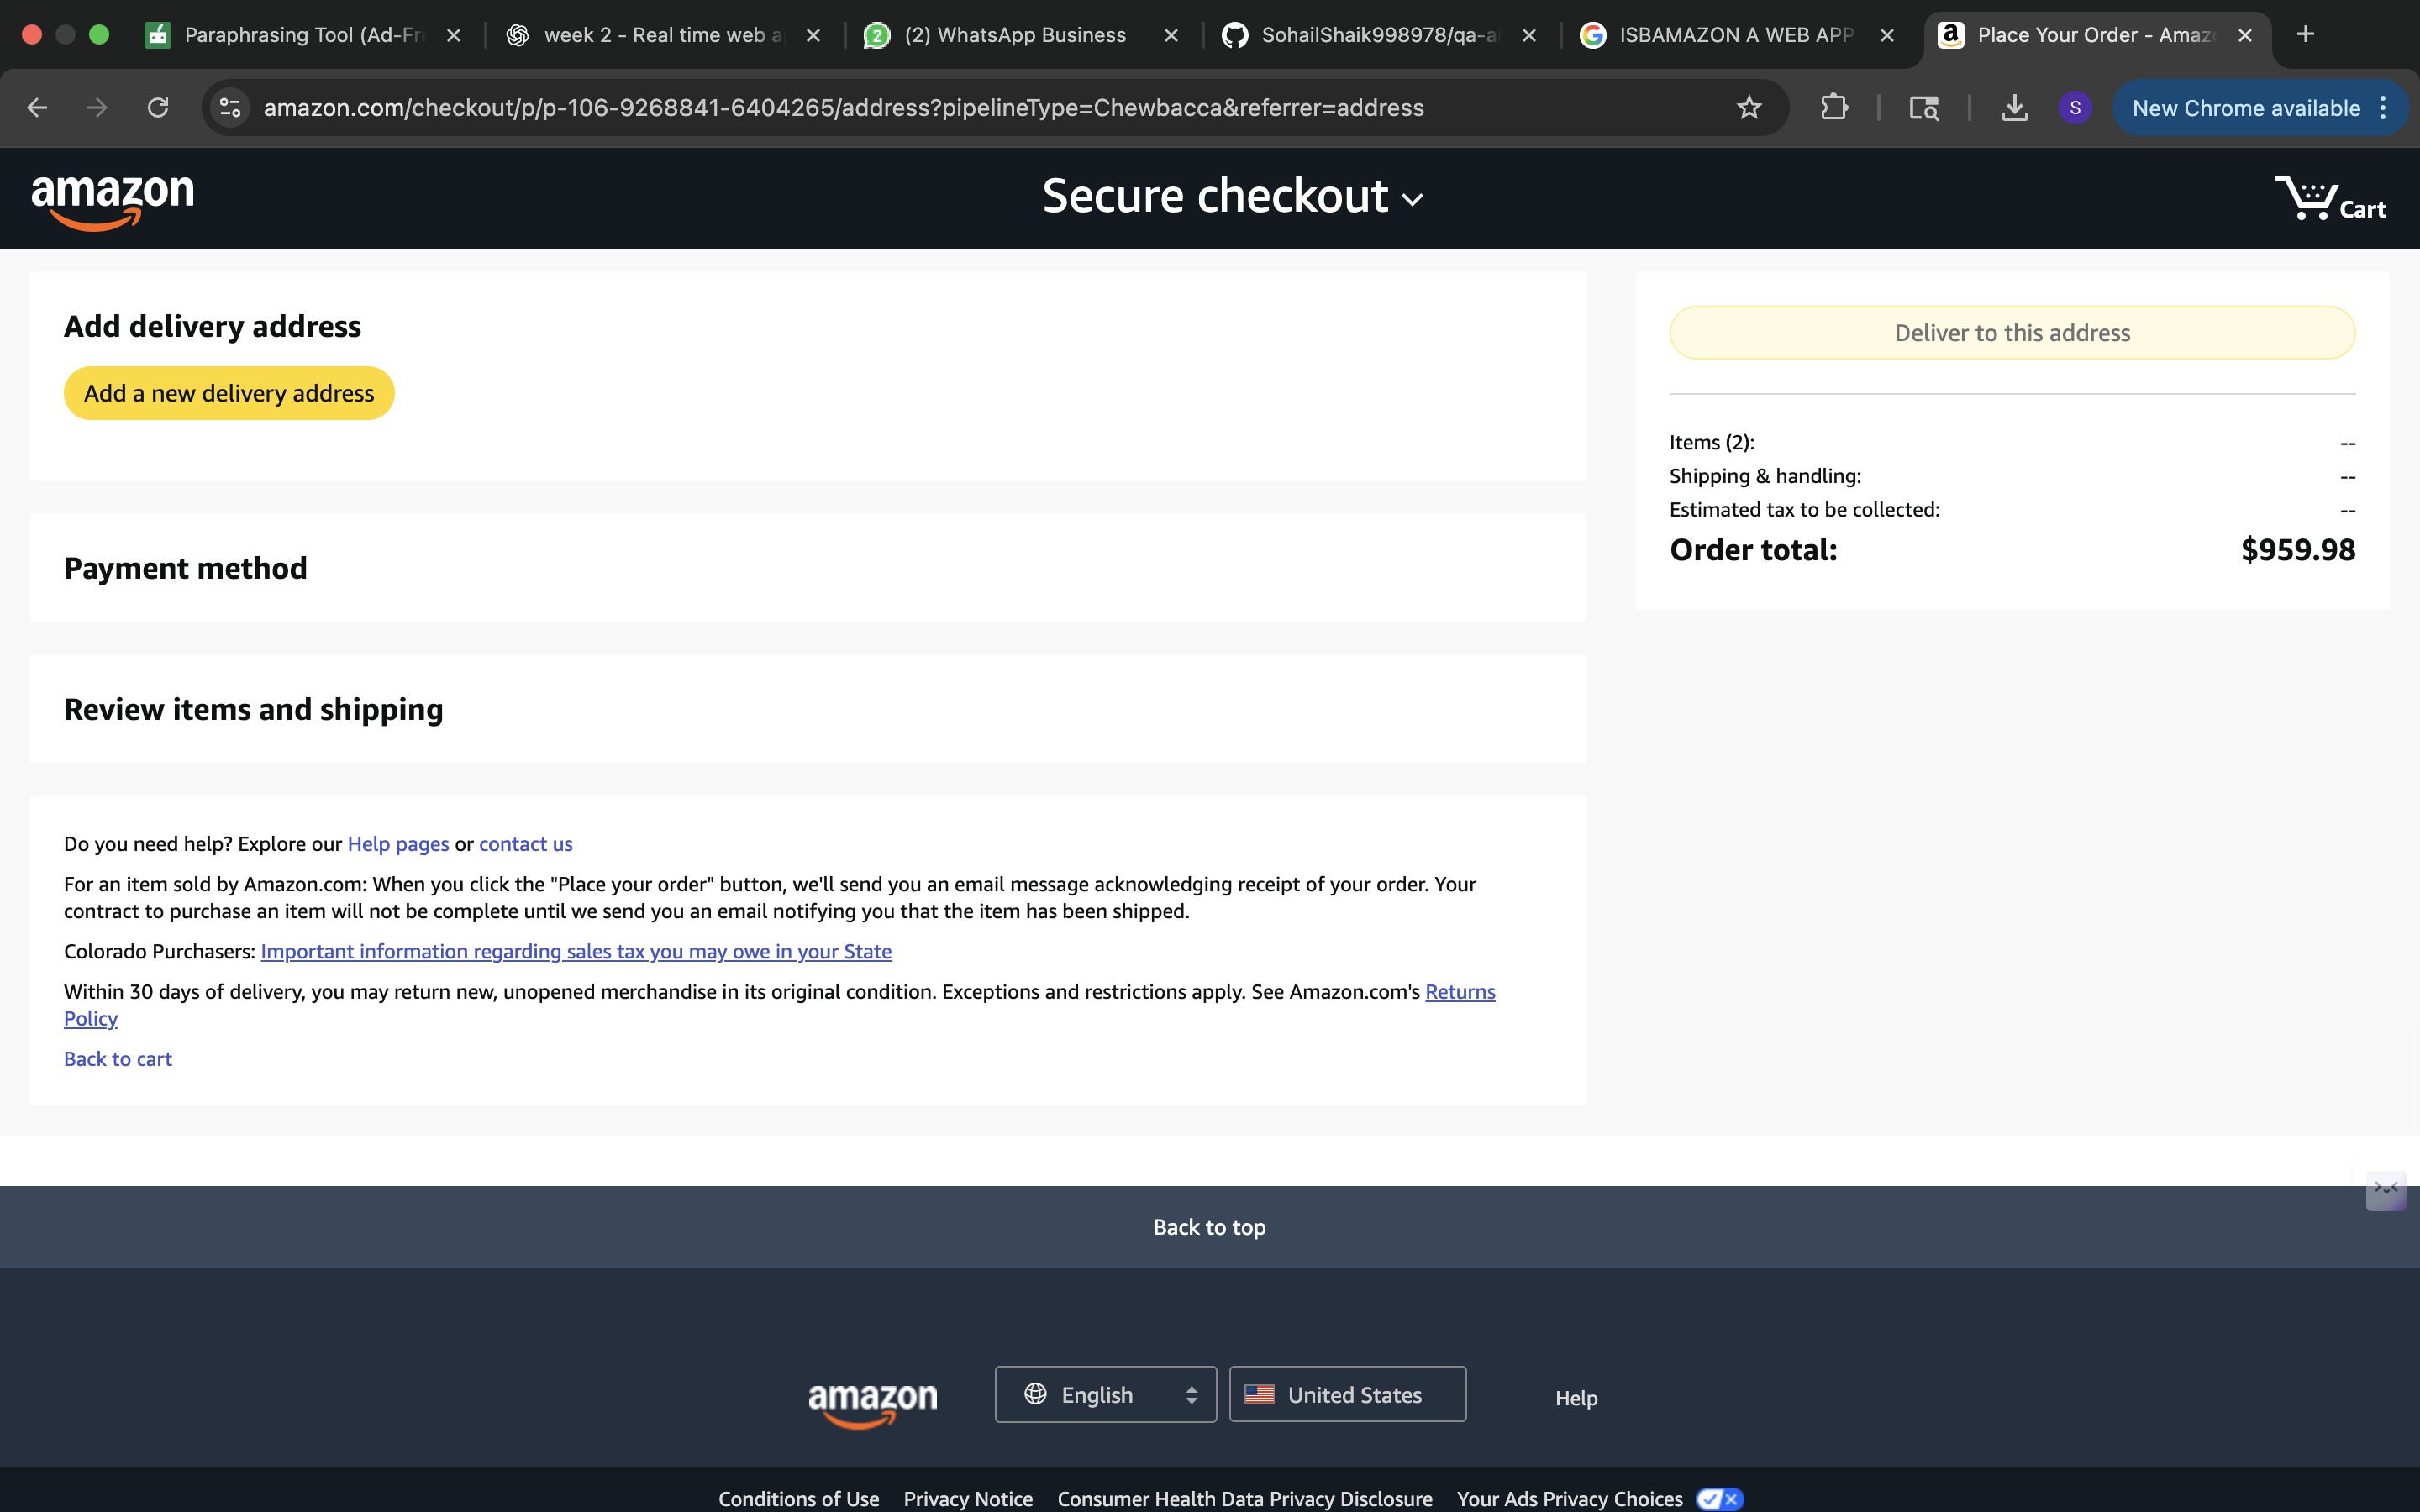 Paraphrasing Tool (Ad-Fr
week 2 - Real time web a
2
(2) WhatsApp Business
SohailShaik998978/qa-a
ISBAMAZON A WEB APP
Place Your Order - Amaz
amazon.com/checkout/p/p-106-9268841-6404265/address?pipelineType=Chewbacca&referrer=address
S
New Chrome available
amazon
Secure checkout
Cart
Add delivery address
Add a new delivery address
Payment method
Review items and shipping
Do you need help? Explore our Help pages or contact us
For an item sold by Amazon.com: When you click the "Place your order" button, we'll send you an email message acknowledging receipt of your order. Your
contract to purchase an item will not be complete until we send you an email notifying you that the item has been shipped.
Colorado Purchasers: Important information regarding sales tax you may owe in your State
Within 30 days of delivery, you may return new, unopened merchandise in its original condition. Exceptions and restrictions apply. See Amazon.com's Returns
Policy
Back to cart
Deliver to this address
Items (2): --
Shipping & handling: --
Estimated tax to be collected: --
Order total: $959.98
Back to top
amazon
English
United States
Help
Conditions of Use Privacy Notice Consumer Health Data Privacy Disclosure Your Ads Privacy Choices